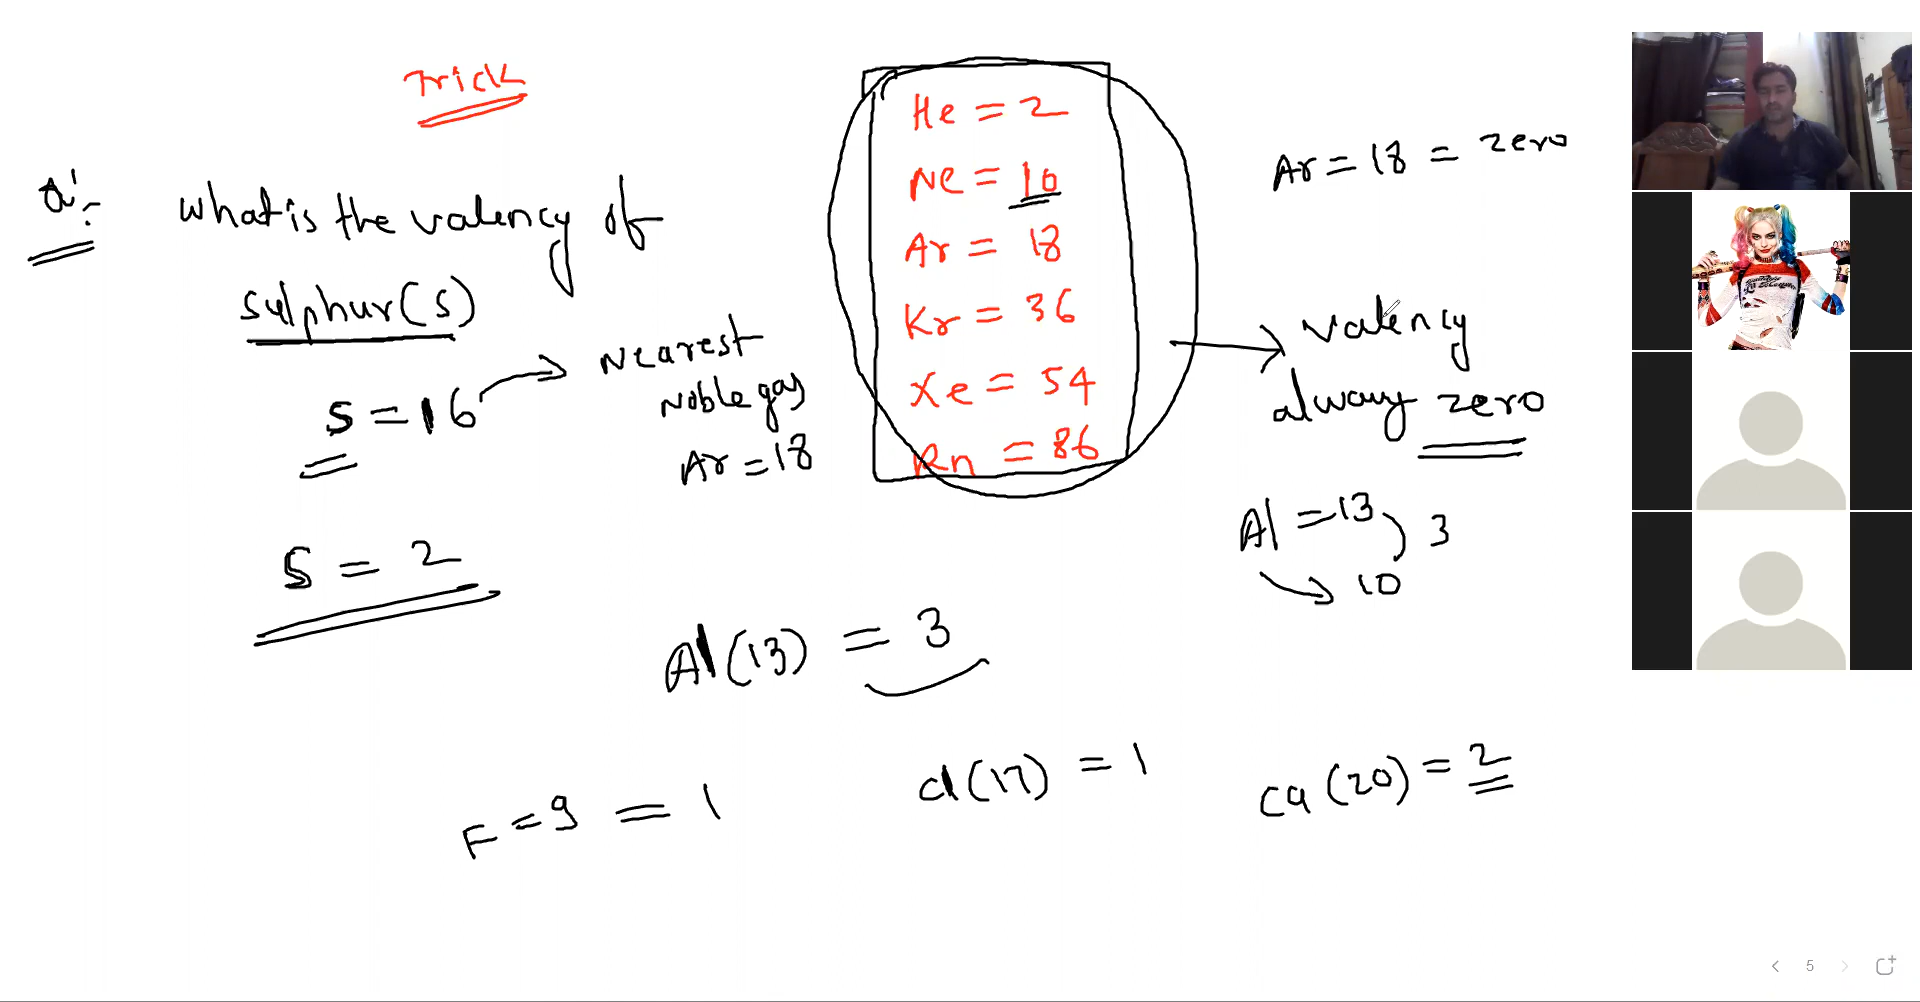 Trick
Q:-
what is the valency of
sulphur(s)
S = 16
Nearest
Noble gas
Ar = 18
S = 2
He = 2
Ne = 10
Ar = 18
Kr = 36
Xe = 54
Rn = 86
Ar = 18 = zero
valency
alway zero
Al = 13 ) 3
→ 10
Al (13) = 3
F = 9 = 1
cl (17) = 1
Ca (20) = 2
5